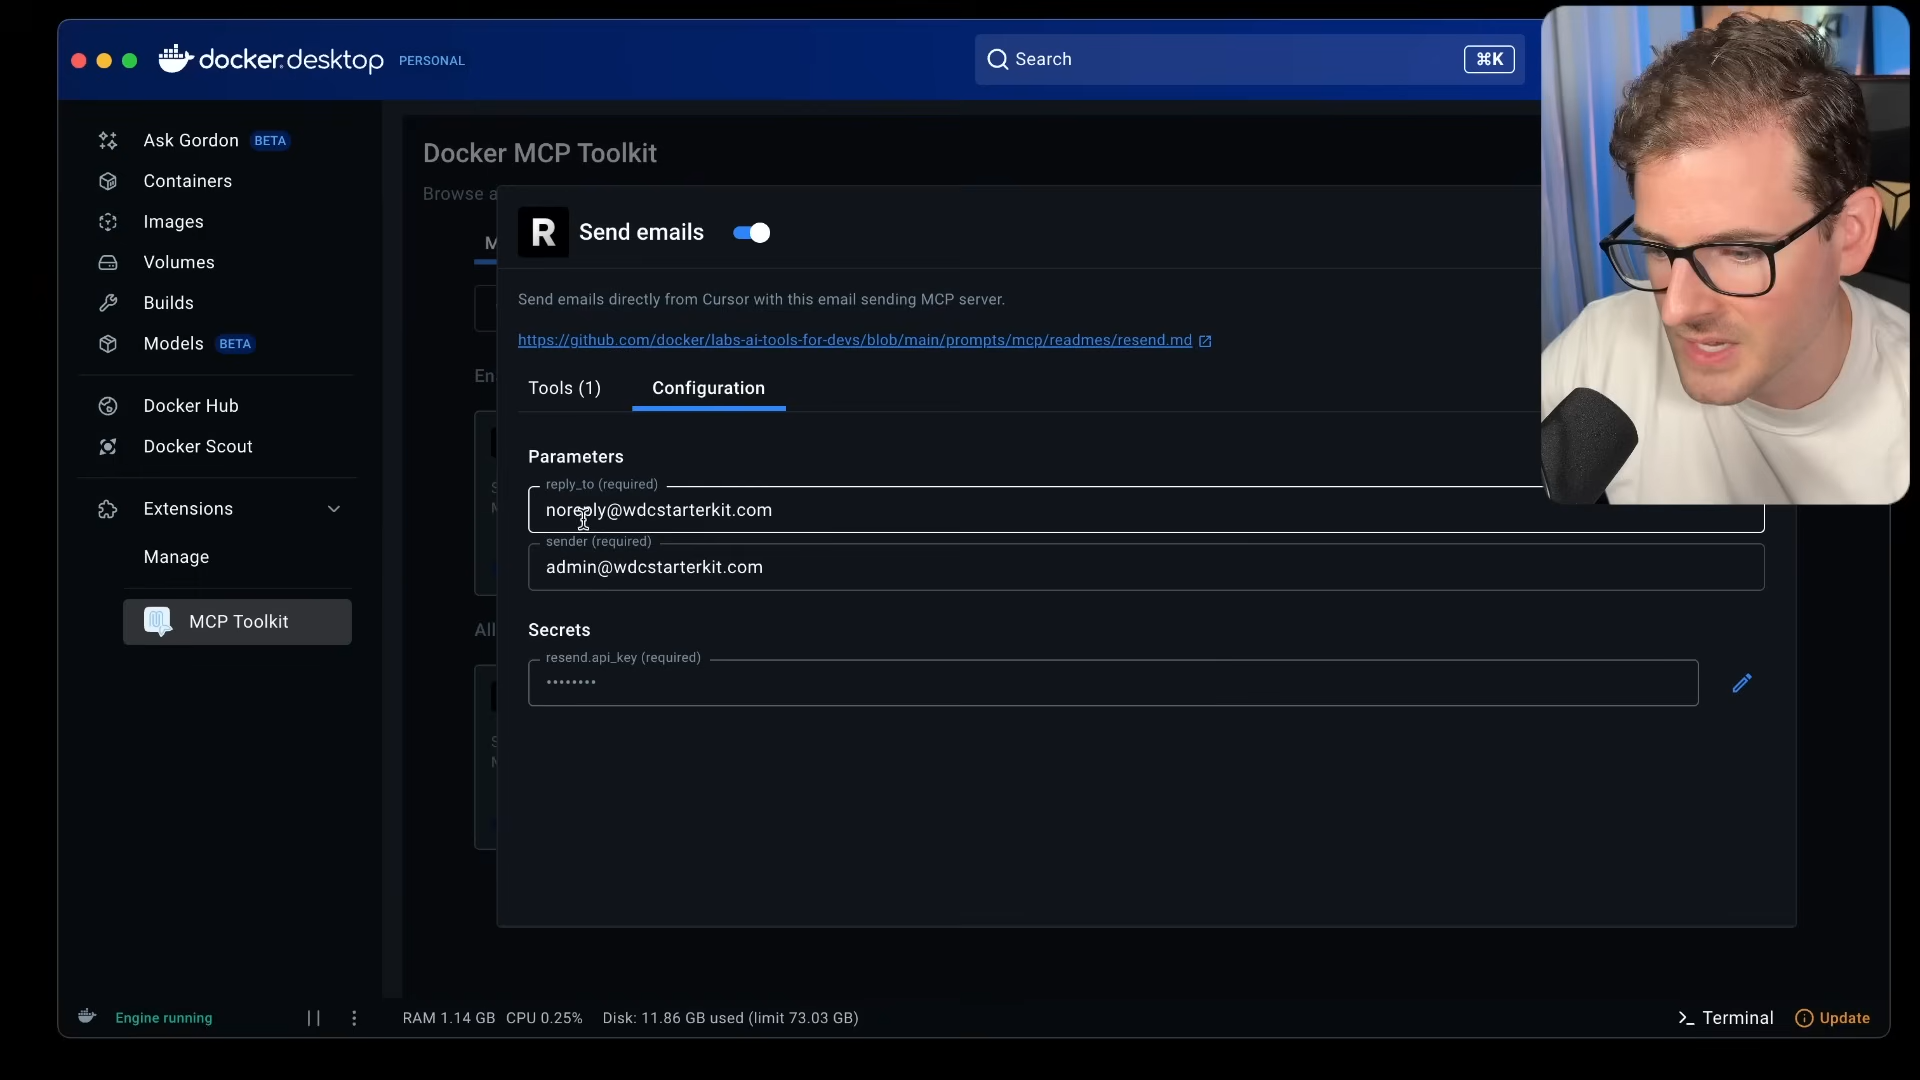 docker.desktop PERSONAL
Search
⌘K
Ask Gordon BETA
Containers
Images
Volumes
Builds
Models BETA
Docker Hub
Docker Scout
Extensions
Manage
MCP Toolkit
Docker MCP Toolkit
Browse a
M
En
All
R Send emails
Send emails directly from Cursor with this email sending MCP server.
https://github.com/docker/labs-ai-tools-for-devs/blob/main/prompts/mcp/readmes/resend.md
Tools (1) Configuration
Parameters
reply_to (required)
noreply@wdcstarterkit.com
sender (required)
admin@wdcstarterkit.com
Secrets
resend.api_key (required)
••••••••
Engine running
RAM 1.14 GB CPU 0.25% Disk: 11.86 GB used (limit 73.03 GB)
Terminal
Update